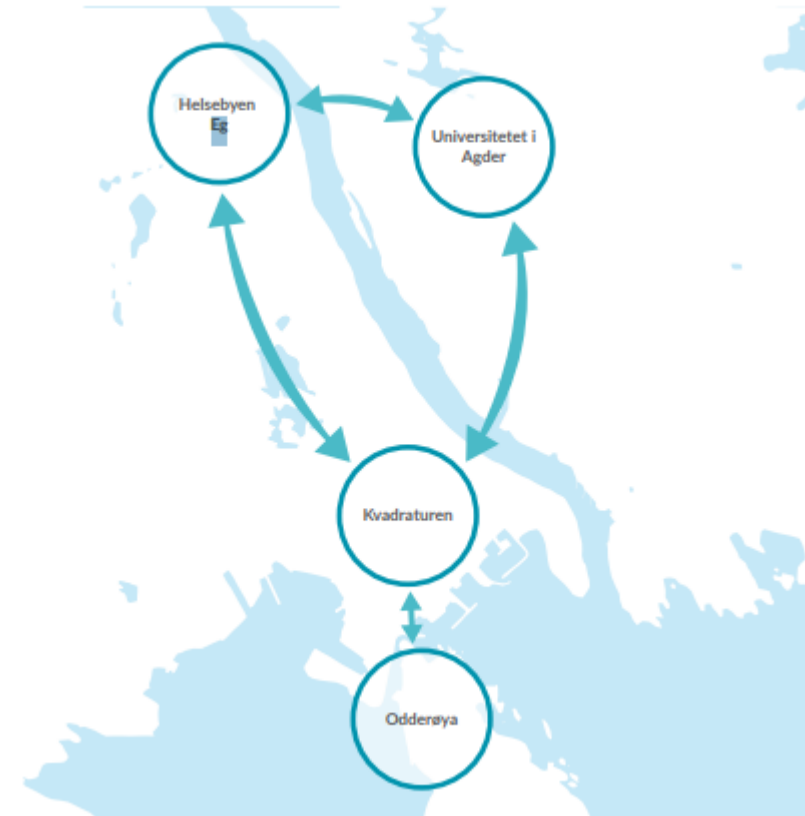 Helsebyen
Eg
Universitetet i
Agder
Kvadraturen
Odderøya